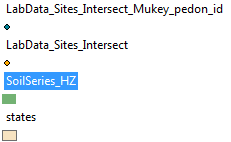 LabData_Sites_Intersect_Mukey_pedon_id
LabData_Sites_Intersect
SoilSeries_HZ
states